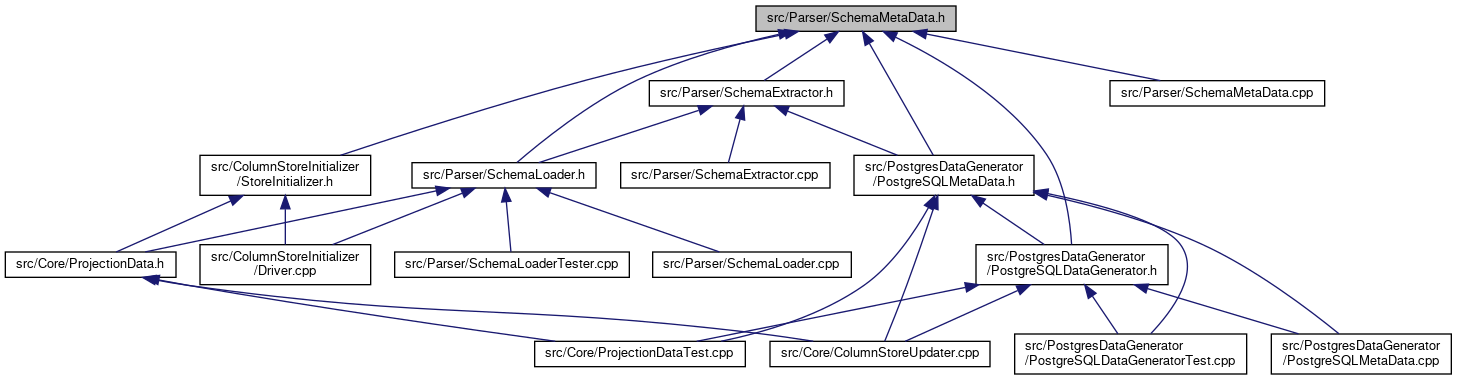 src/Parser/SchemaMetaData.h
src/Parser/SchemaExtractor.h
src/Parser/SchemaMetaData.cpp
src/ColumnStoreInitializer
/StoreInitializer.h
src/Parser/SchemaLoader.h
src/Parser/SchemaExtractor.cpp
src/PostgresDataGenerator
/PostgreSQLMetaData.h
src/Core/ProjectionData.h
src/ColumnStoreInitializer
/Driver.cpp
src/Parser/SchemaLoaderTester.cpp
src/Parser/SchemaLoader.cpp
src/PostgresDataGenerator
/PostgreSQLDataGenerator.h
src/Core/ProjectionDataTest.cpp
src/Core/ColumnStoreUpdater.cpp
src/PostgresDataGenerator
/PostgreSQLDataGeneratorTest.cpp
src/PostgresDataGenerator
/PostgreSQLMetaData.cpp